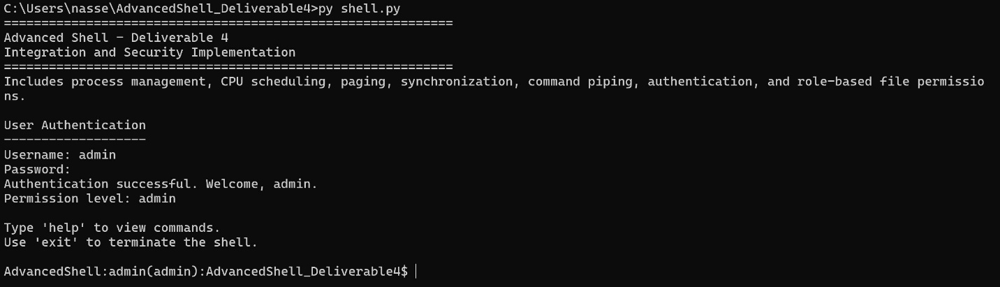 C:\Users\nasse\AdvancedShell_Deliverable4>py shell.py
============================================================
Advanced Shell - Deliverable 4
Integration and Security Implementation
============================================================
Includes process management, CPU scheduling, paging, synchronization, command piping, authentication, and role-based file permissio
ns.
User Authentication
-------------------
Username: admin
Password:
Authentication successful. Welcome, admin.
Permission level: admin
Type 'help' to view commands.
Use 'exit' to terminate the shell.
AdvancedShell:admin(admin):AdvancedShell_Deliverable4$